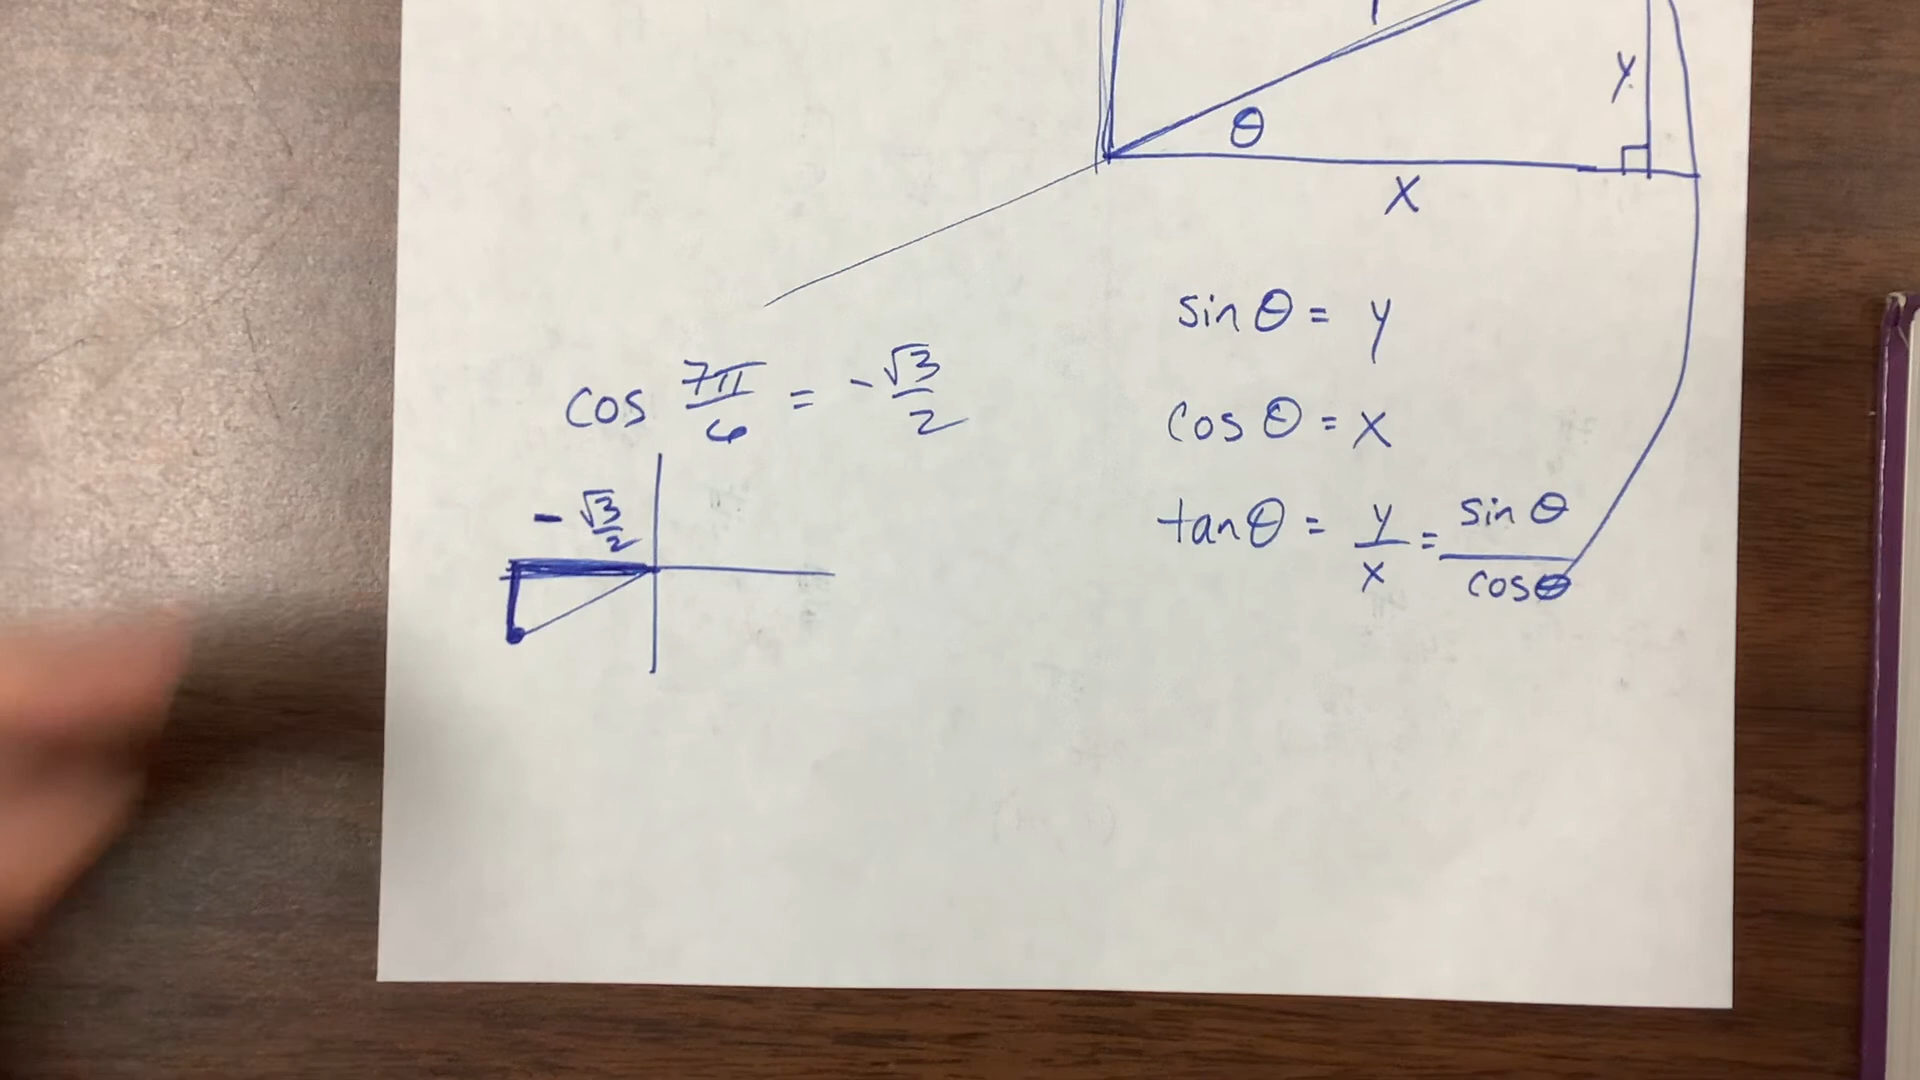 y
θ
x
sin θ = y
cos 7π/6 = - √3/2
cos θ = x
- √3/2
tan θ = y/x = sin θ/cos θ